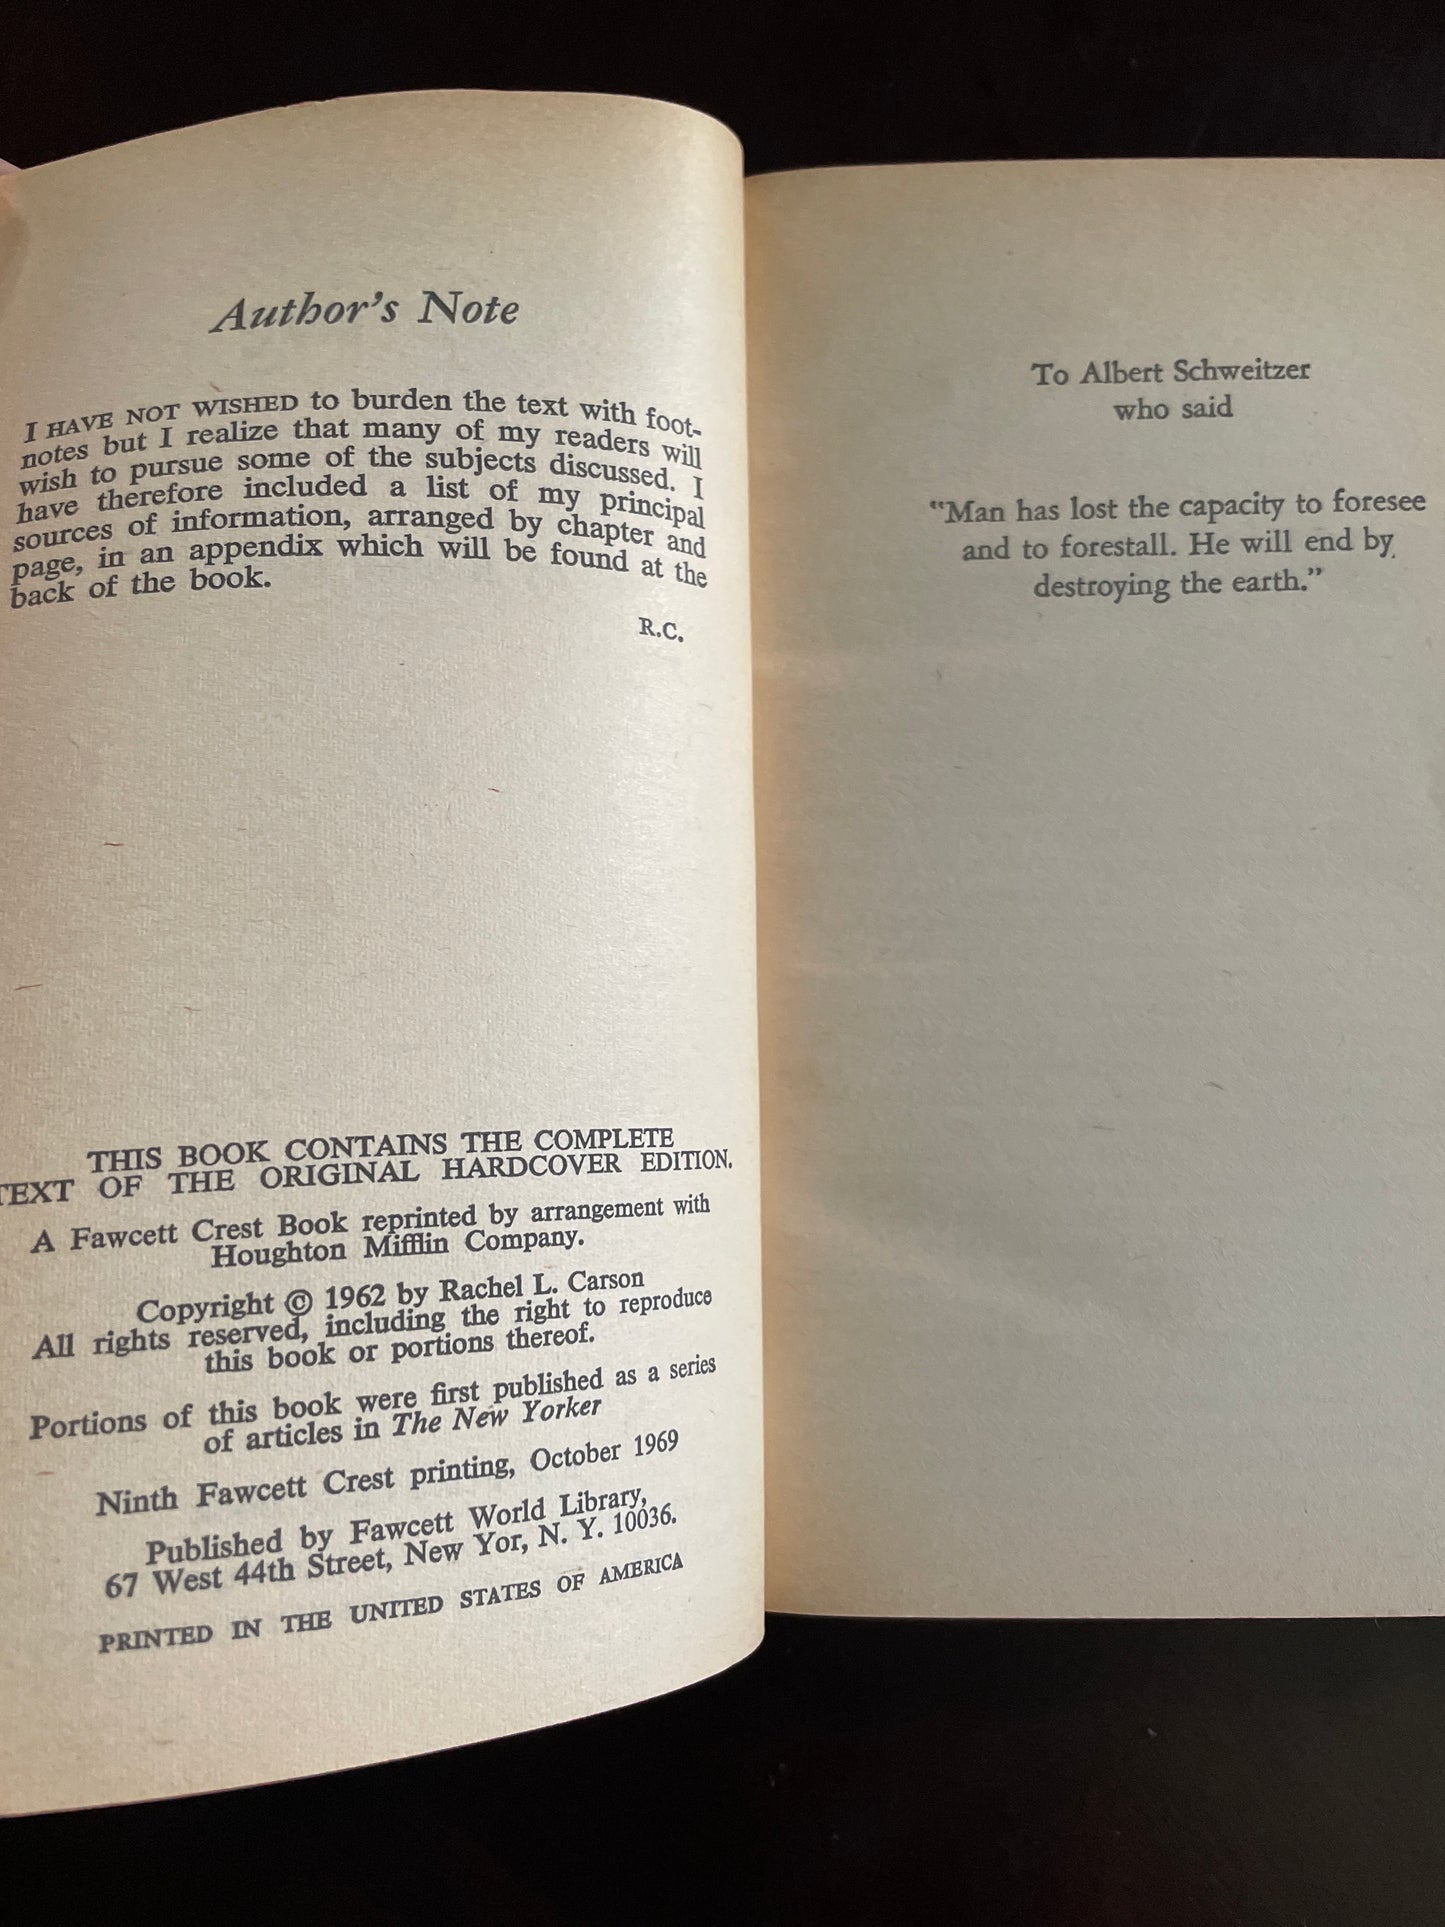 Author's Note
I HAVE NOT WISHED to burden the text with foot-
notes but I realize that many of my readers will
wish to pursue some of the subjects discussed. I
have therefore included a list of my principal
sources of information, arranged by chapter and
page, in an appendix which will be found at the
back of the book.
R.C.
THIS BOOK CONTAINS THE COMPLETE
TEXT OF THE ORIGINAL HARDCOVER EDITION.
A Fawcett Crest Book reprinted by arrangement with
Houghton Mifflin Company.
Copyright © 1962 by Rachel L. Carson
All rights reserved, including the right to reproduce
this book or portions thereof.
Portions of this book were first published as a series
of articles in The New Yorker
Ninth Fawcett Crest printing, October 1969
Published by Fawcett World Library,
67 West 44th Street, New Yor, N. Y. 10036.
PRINTED IN THE UNITED STATES OF AMERICA
To Albert Schweitzer
who said
"Man has lost the capacity to foresee
and to forestall. He will end by
destroying the earth."